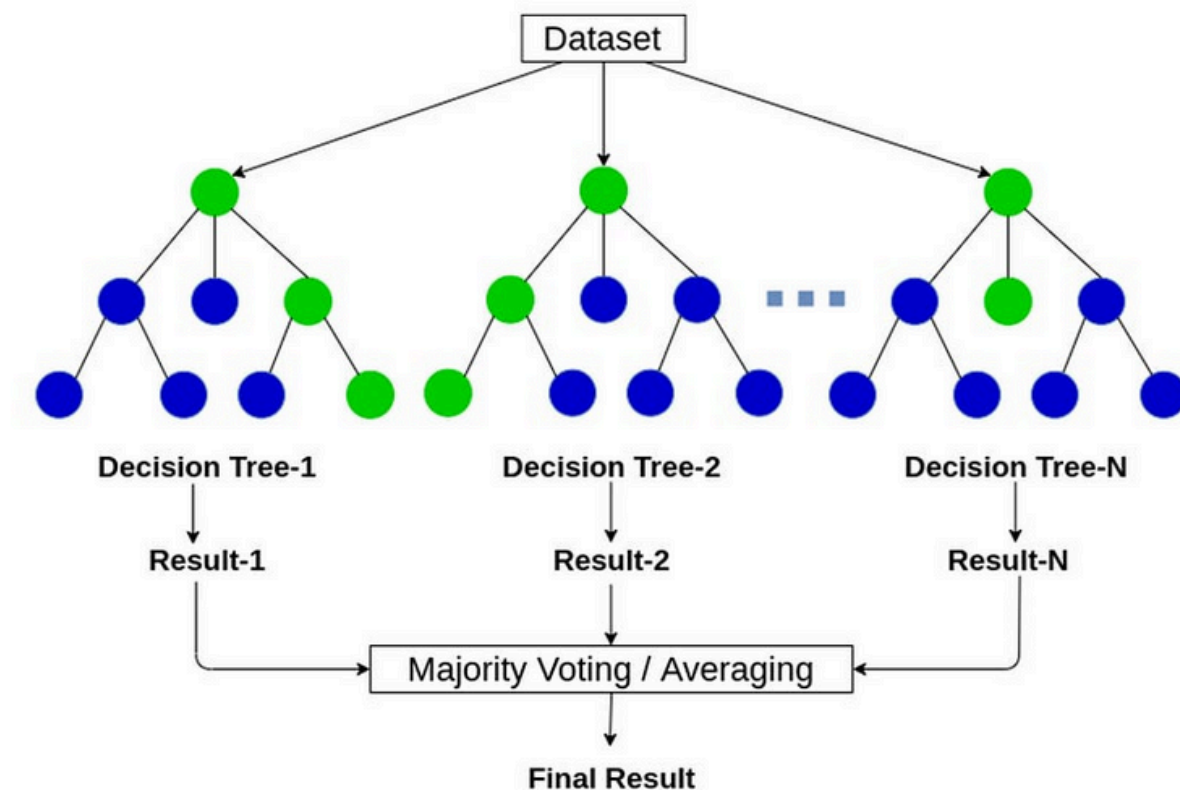 Dataset
Decision Tree-1
Decision Tree-2
Decision Tree-N
Result-1
Result-2
Result-N
Majority Voting / Averaging
Final Result